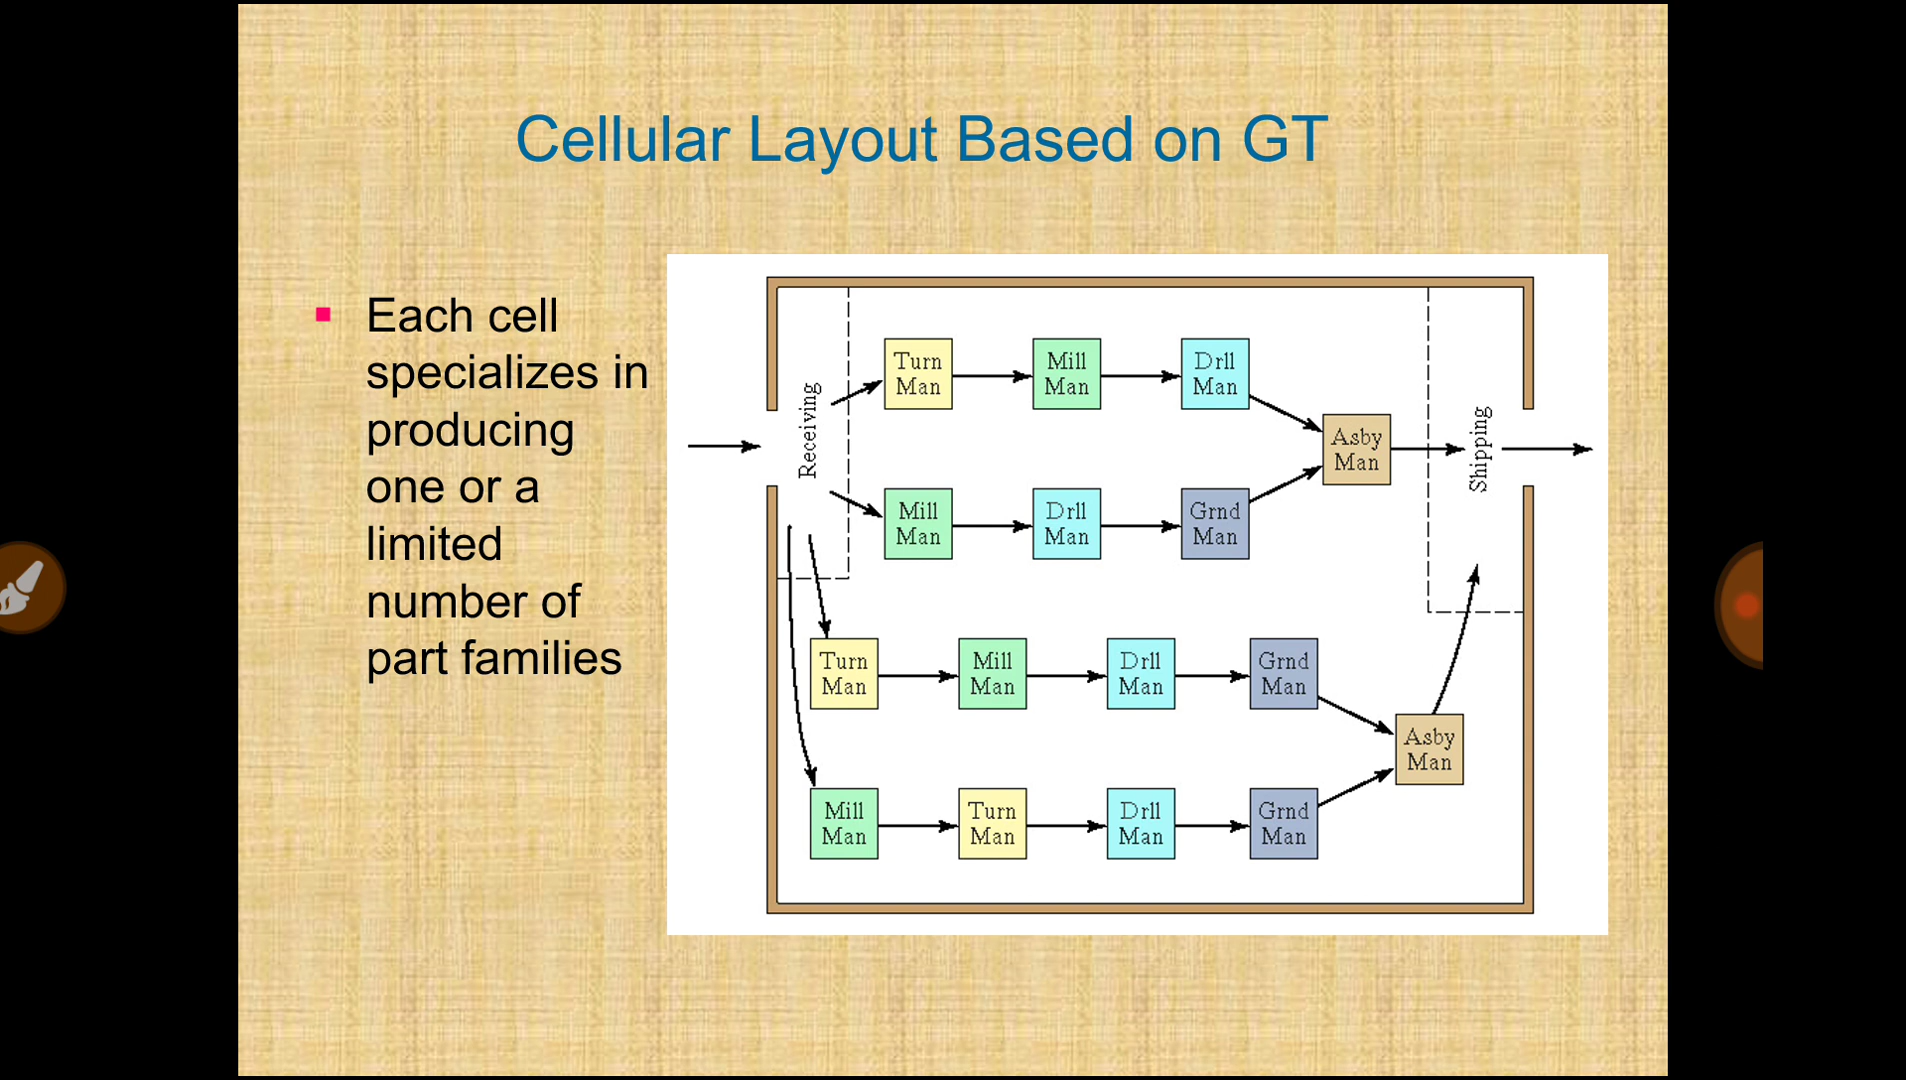 Cellular Layout Based on GT
Each cell
specializes in
producing
one or a
limited
number of
part families
Receiving
Turn
Man
Mill
Man
Drll
Man
Mill
Man
Drll
Man
Grnd
Man
Asby
Man
Shipping
Turn
Man
Mill
Man
Drll
Man
Grnd
Man
Mill
Man
Turn
Man
Drll
Man
Grnd
Man
Asby
Man